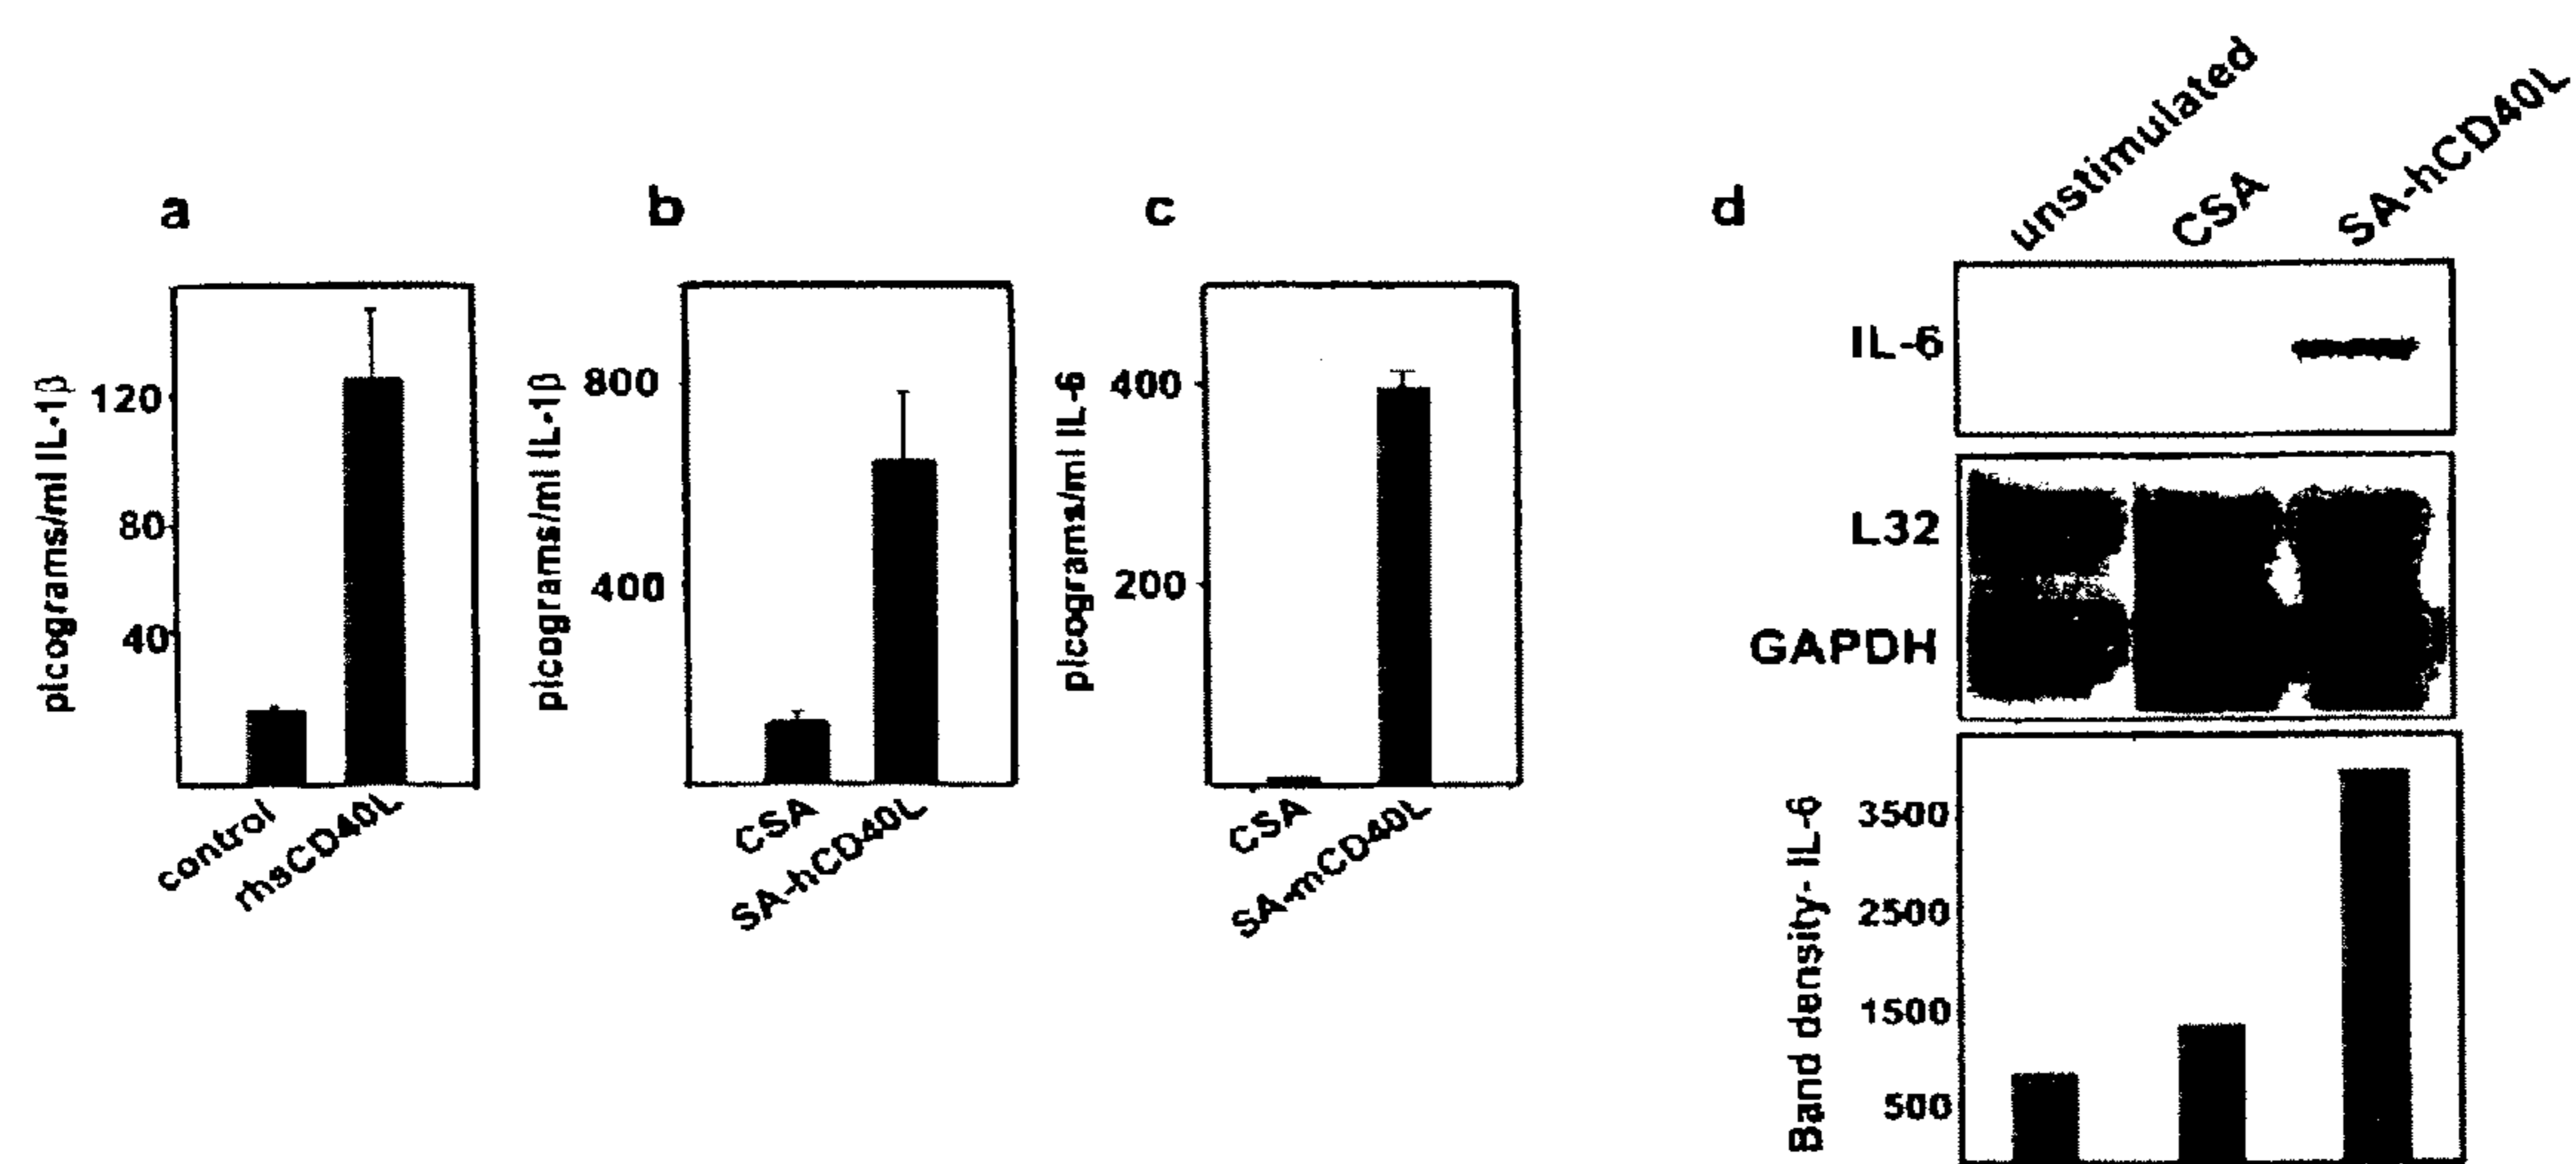 a
picograms/ml IL-1β
120
80
40
control
rhsCD40L
b
picograms/ml IL-1β
800
400
CSA
SA-hCD40L
c
picograms/ml IL-6
400
200
CSA
SA-mCD40L
d
unstimulated
CSA
SA-hCD40L
IL-6
L32
GAPDH
Band density- IL-6
3500
2500
1500
500